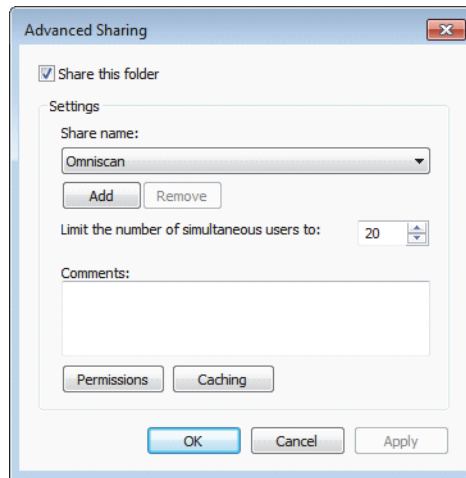 Advanced Sharing
Share this folder
Settings
Share name:
Omniscan
Add Remove
Limit the number of simultaneous users to: 20
Comments:
Permissions Caching
OK Cancel Apply